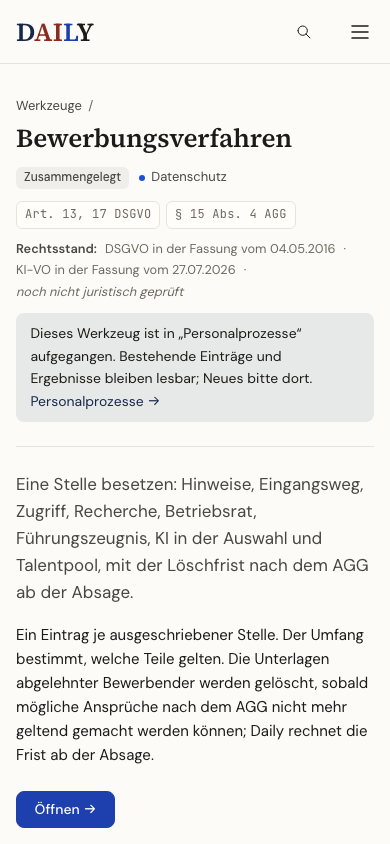 DAILY
Werkzeuge /
Bewerbungsverfahren
Zusammengelegt
Datenschutz
Art. 13, 17 DSGVO
§ 15 Abs. 4 AGG
Rechtsstand: DSGVO in der Fassung vom 04.05.2016 ·
KI-VO in der Fassung vom 27.07.2026 ·
noch nicht juristisch geprüft
Dieses Werkzeug ist in „Personalprozesse“
aufgegangen. Bestehende Einträge und
Ergebnisse bleiben lesbar; Neues bitte dort.
Personalprozesse →
Eine Stelle besetzen: Hinweise, Eingangsweg,
Zugriff, Recherche, Betriebsrat,
Führungszeugnis, KI in der Auswahl und
Talentpool, mit der Löschfrist nach dem AGG
ab der Absage.
Ein Eintrag je ausgeschriebener Stelle. Der Umfang
bestimmt, welche Teile gelten. Die Unterlagen
abgelehnter Bewerbender werden gelöscht, sobald
mögliche Ansprüche nach dem AGG nicht mehr
geltend gemacht werden können; Daily rechnet die
Frist ab der Absage.
Öffnen →